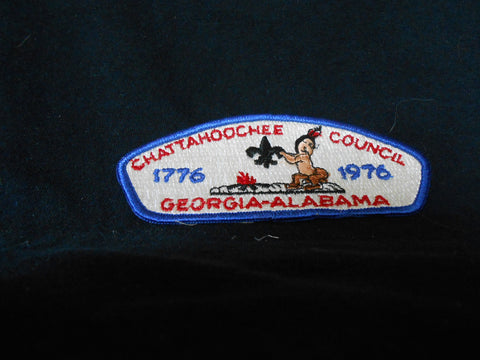 CHATTAHOOCHEE COUNCIL
1776 1976
GEORGIA-ALABAMA